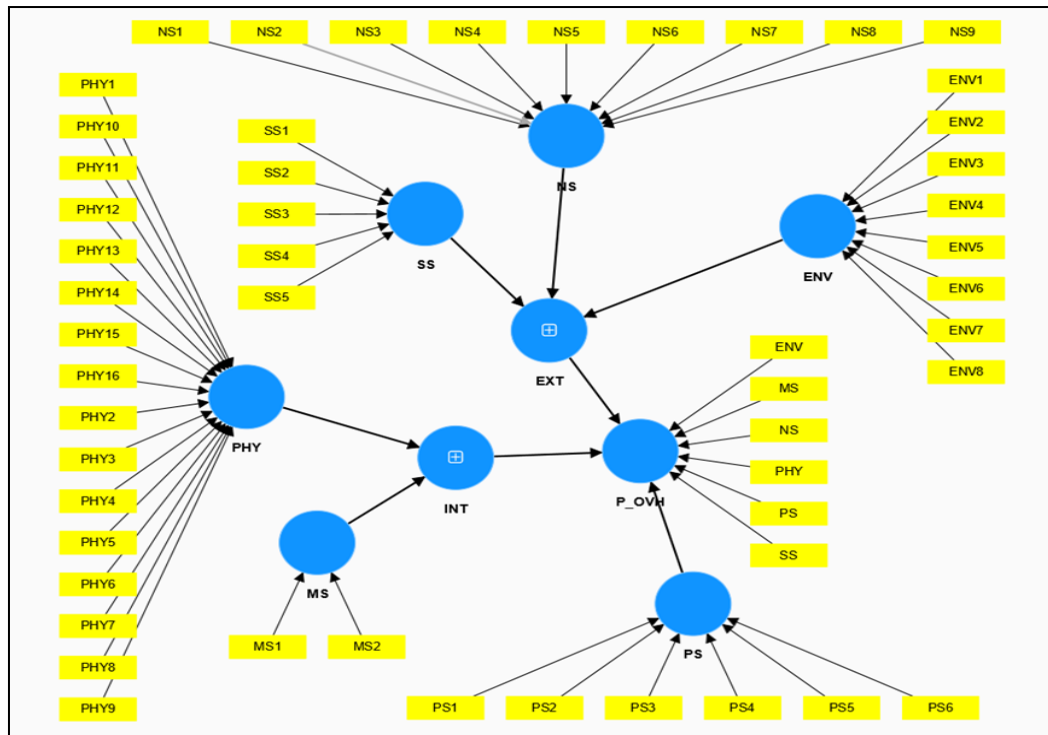 NS1
NS2
NS3
NS4
NS5
NS6
NS7
NS8
NS9
PHY1
PHY10
PHY11
PHY12
PHY13
PHY14
PHY15
PHY16
PHY2
PHY3
PHY4
PHY5
PHY6
PHY7
PHY8
PHY9
SS1
SS2
SS3
SS4
SS5
NS
SS
ENV
ENV1
ENV2
ENV3
ENV4
ENV5
ENV6
ENV7
ENV8
EXT
PHY
INT
MS
MS1
MS2
P_OVH
ENV
MS
NS
PHY
PS
SS
PS
PS1
PS2
PS3
PS4
PS5
PS6